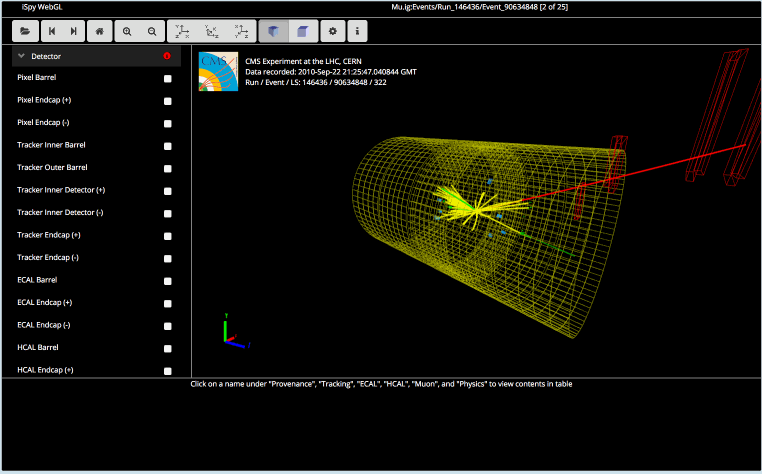 iSpy WebGL
Mu.ig:Events/Run_146436/Event_90634848 [2 of 25]
Detector
Pixel Barrel
Pixel Endcap (+)
Pixel Endcap (-)
Tracker Inner Barrel
Tracker Outer Barrel
Tracker Inner Detector (+)
Tracker Inner Detector (-)
Tracker Endcap (+)
Tracker Endcap (-)
ECAL Barrel
ECAL Endcap (+)
ECAL Endcap (-)
HCAL Barrel
HCAL Endcap (+)
CMS
CMS Experiment at the LHC, CERN
Data recorded: 2010-Sep-22 21:25:47.040844 GMT
Run / Event / LS: 146436 / 90634848 / 322
Y
Click on a name under "Provenance", "Tracking", "ECAL", "HCAL", "Muon", and "Physics" to view contents in table